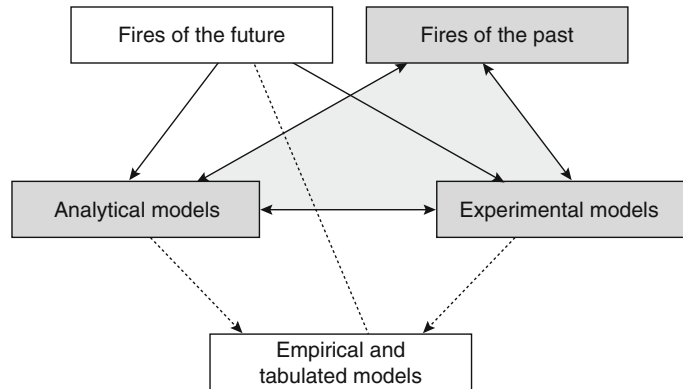 Fires of the future
Fires of the past
Analytical models
Experimental models
Empirical and
tabulated models